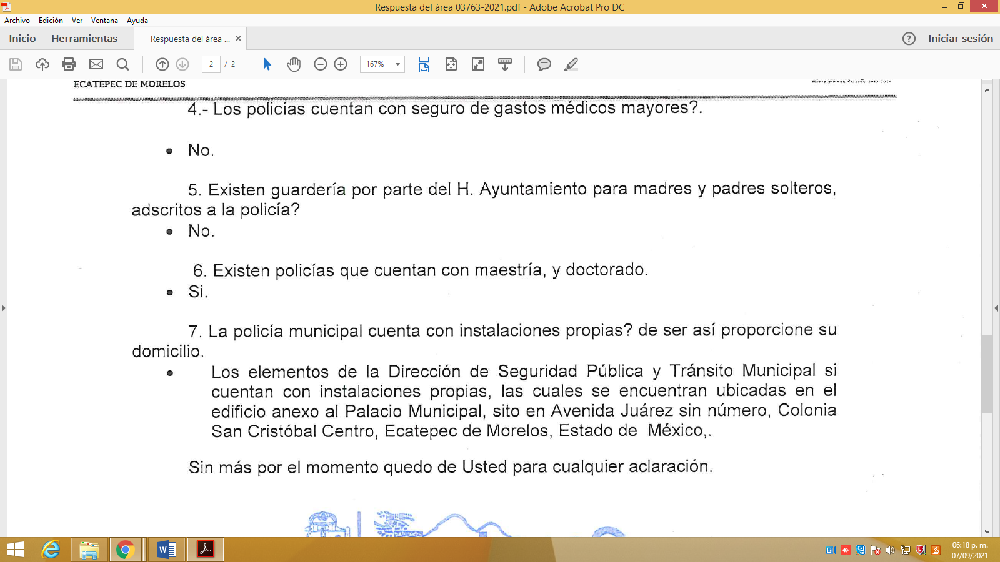 Respuesta del área 03763-2021.pdf - Adobe Acrobat Pro DC
Archivo Edición Ver Ventana Ayuda
Inicio Herramientas Respuesta del área ... × Iniciar sesión
2 / 2 167%
ECATEPEC DE MORELOS
Municipio con Valores 2019-2021
4.- Los policías cuentan con seguro de gastos médicos mayores?.
• No.
5. Existen guardería por parte del H. Ayuntamiento para madres y padres solteros,
adscritos a la policía?
• No.
6. Existen policías que cuentan con maestría, y doctorado.
• Si.
7. La policía municipal cuenta con instalaciones propias? de ser así proporcione su
domicilio.
• Los elementos de la Dirección de Seguridad Pública y Tránsito Municipal si
cuentan con instalaciones propias, las cuales se encuentran ubicadas en el
edificio anexo al Palacio Municipal, sito en Avenida Juárez sin número, Colonia
San Cristóbal Centro, Ecatepec de Morelos, Estado de México,.
Sin más por el momento quedo de Usted para cualquier aclaración.
06:18 p. m.
07/09/2021